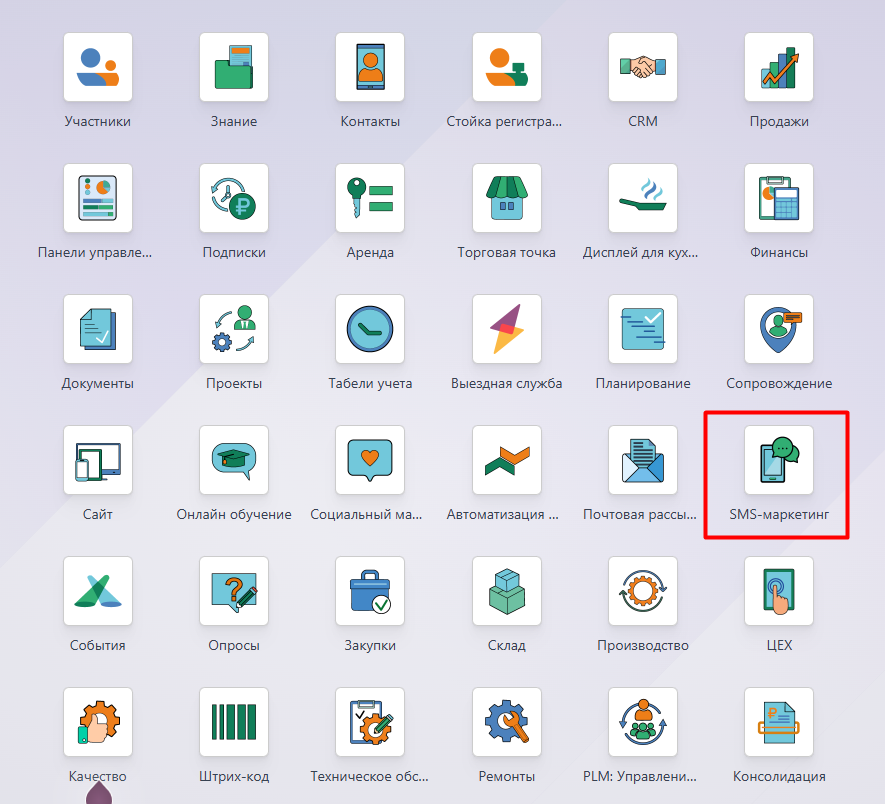 Участники
Знание
Контакты
Стойка регистра...
CRM
Продажи
Панели управле...
Подписки
Аренда
Торговая точка
Дисплей для кух...
Финансы
Документы
Проекты
Табели учета
Выездная служба
Планирование
Сопровождение
Сайт
Онлайн обучение
Социальный ма...
Автоматизация ...
Почтовая рассы...
SMS-маркетинг
События
Опросы
Закупки
Склад
Производство
ЦЕХ
Качество
Штрих-код
Техническое обс...
Ремонты
PLM: Управлени...
Консолидация